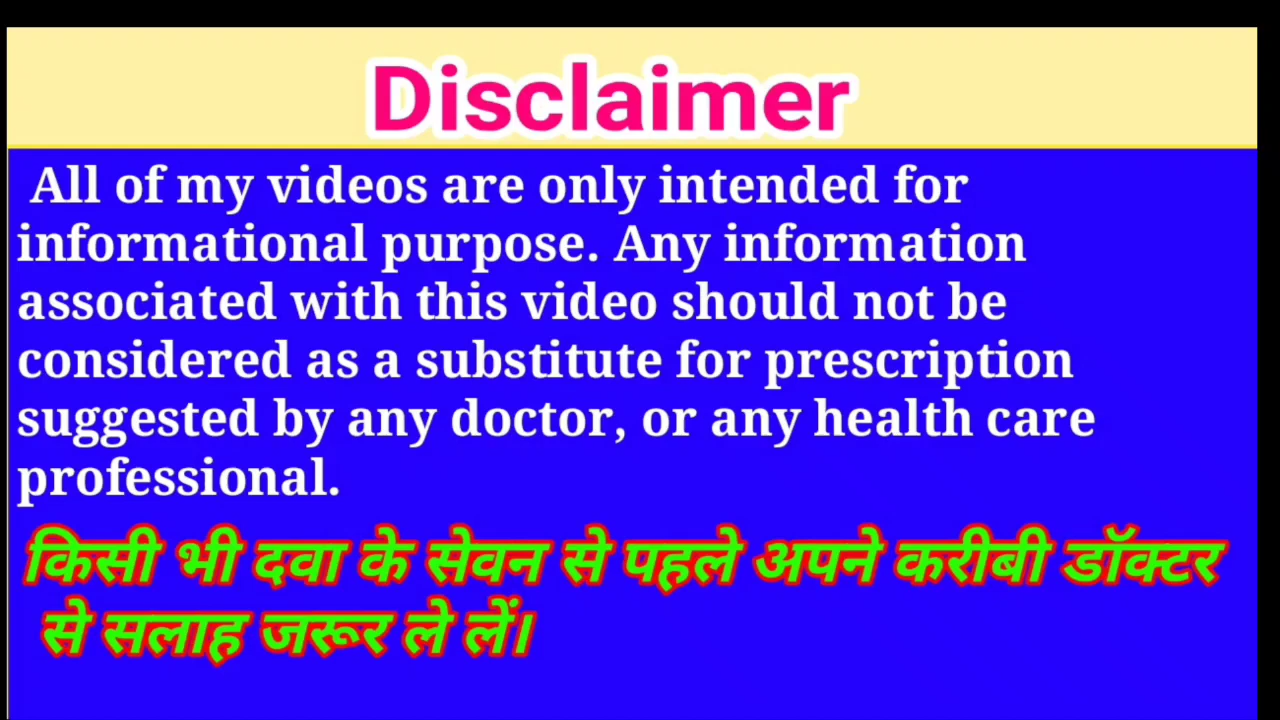 Disclaimer
All of my videos are only intended for
informational purpose. Any information
associated with this video should not be
considered as a substitute for prescription
suggested by any doctor, or any health care
professional.
किसी भी दवा के सेवन से पहले अपने करीबी डॉक्टर
से सलाह जरूर ले लें।